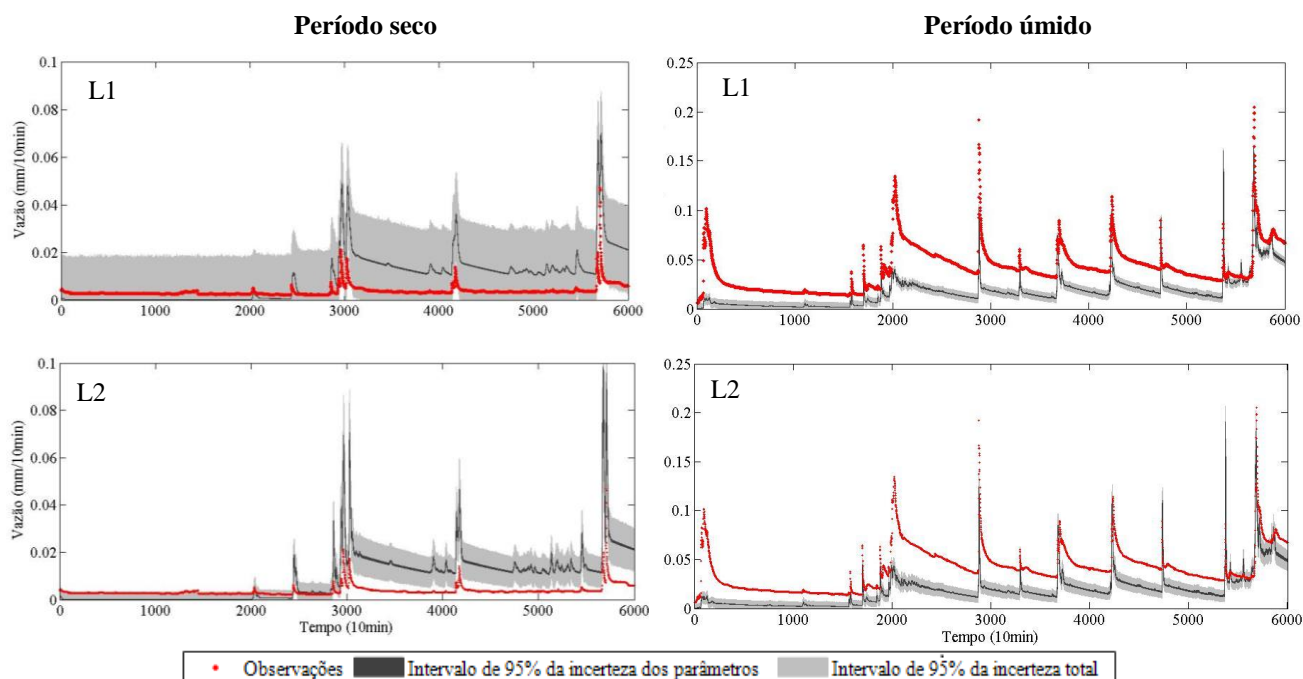 Período seco
Período úmido
L1
Vazão (mm/10min)
0.1
0.08
0.06
0.04
0.02
0
0 1000 2000 3000 4000 5000 6000
L1
0.25
0.2
0.15
0.1
0.05
0
0 1000 2000 3000 4000 5000 6000
L2
Vazão (mm/10min)
0.1
0.08
0.06
0.04
0.02
0
0 1000 2000 3000 4000 5000 6000
Tempo (10min)
L2
0.25
0.2
0.15
0.1
0.05
0
0 1000 2000 3000 4000 5000 6000
Tempo (10min)
Observações Intervalo de 95% da incerteza dos parâmetros Intervalo de 95% da incerteza total